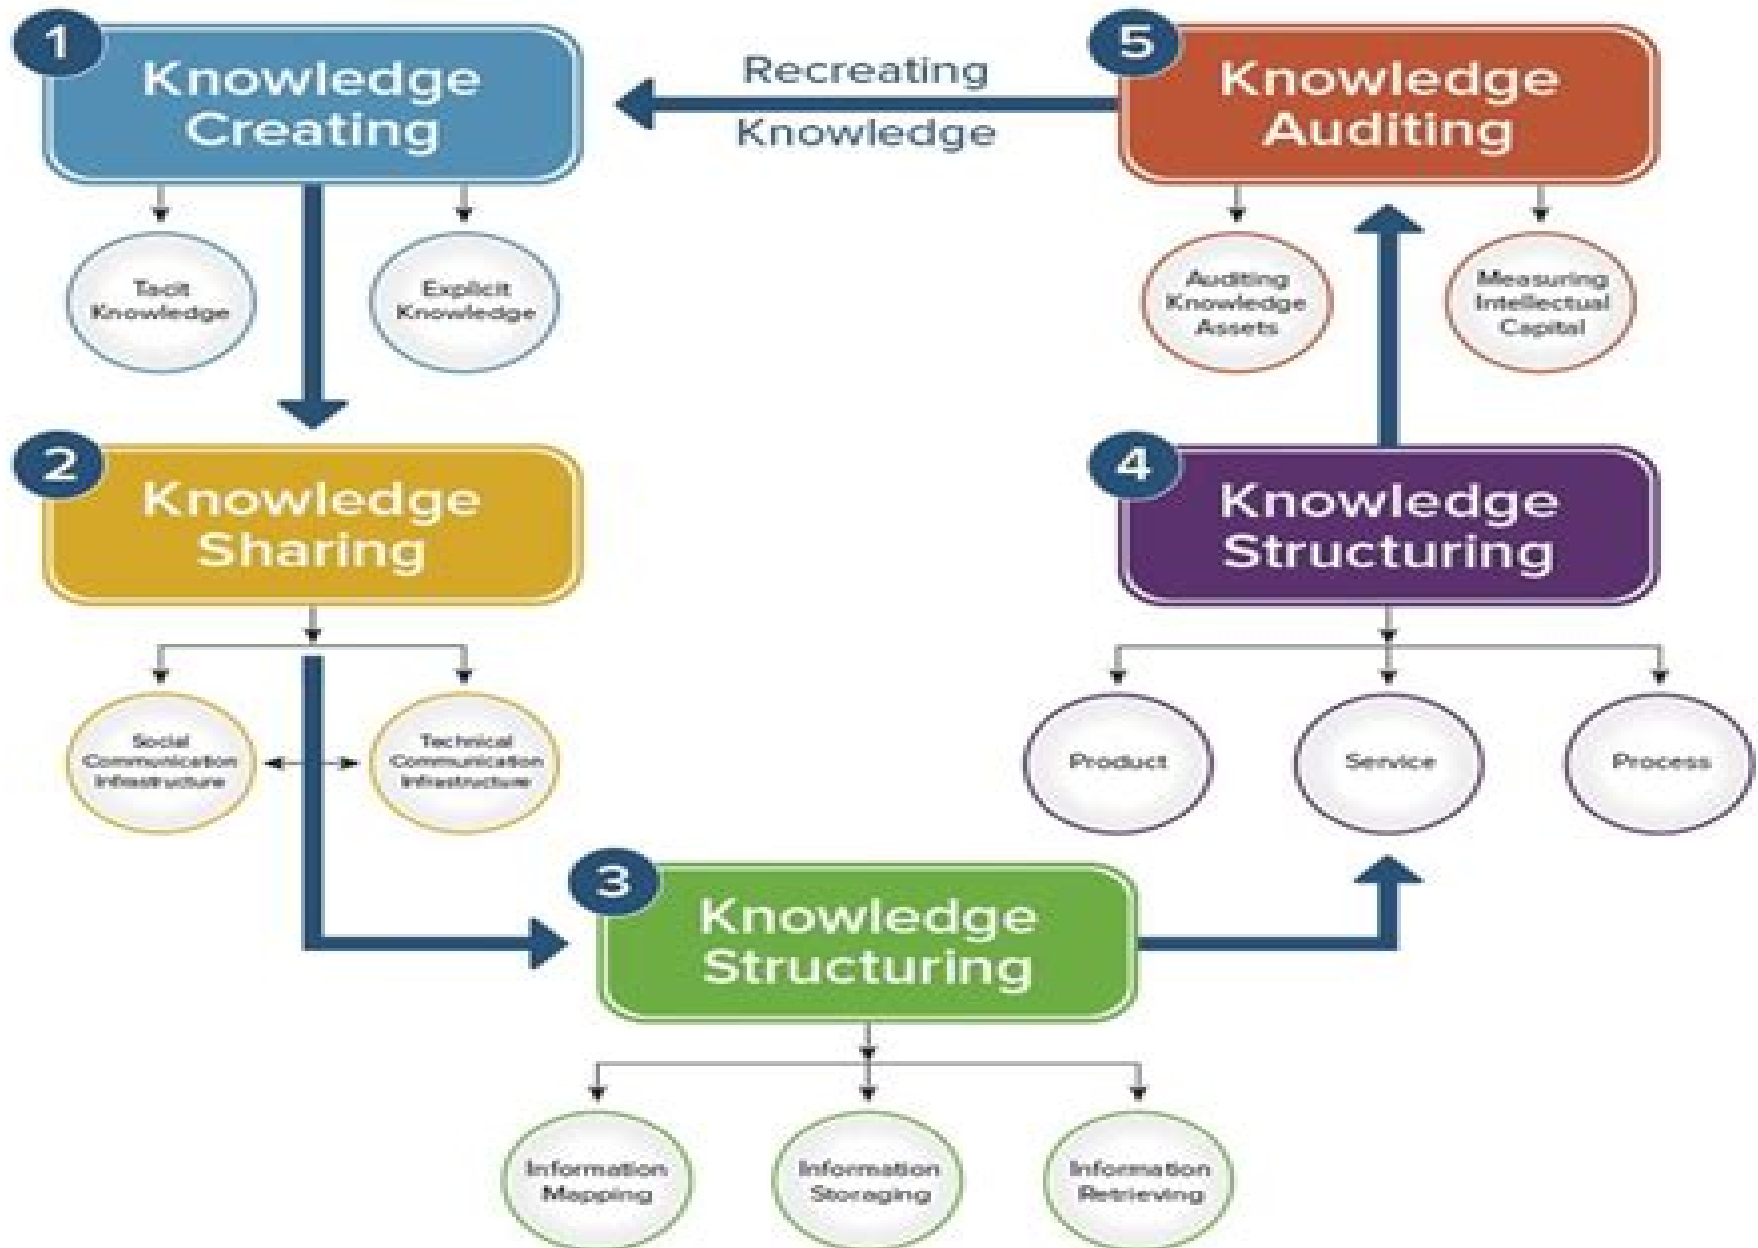 1
Knowledge
Creating
Tacit
Knowledge
Explicit
Knowledge
Recreating
Knowledge
5
Knowledge
Auditing
Auditing
Knowledge
Assets
Measuring
Intellectual
Capital
2
Knowledge
Sharing
Social
Communication
Infrastructure
Technical
Communication
Infrastructure
4
Knowledge
Structuring
Product
Service
Process
3
Knowledge
Structuring
Information
Mapping
Information
Storaging
Information
Retrieving